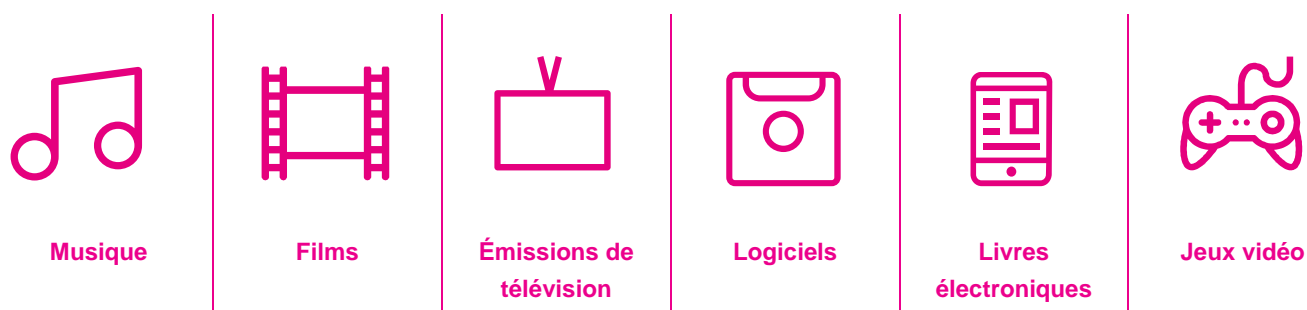 Musique
Films
Émissions de
télévision
Logiciels
Livres
électroniques
Jeux vidéo